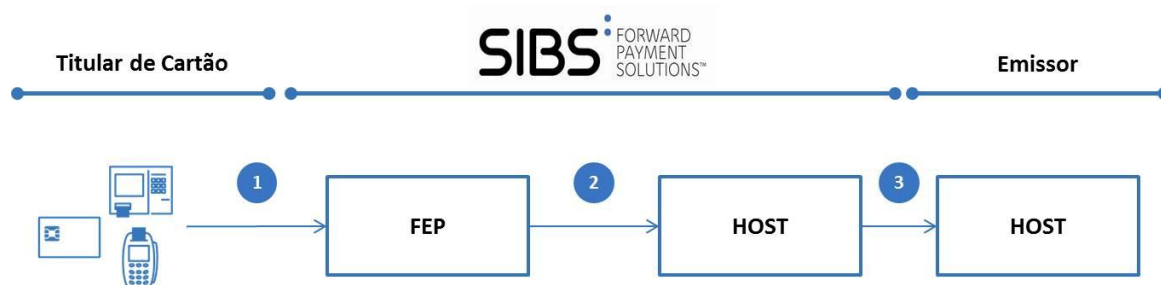 Titular de Cartão
SIBS FORWARD
PAYMENT
SOLUTIONS™
Emissor
1
2
3
FEP
HOST
HOST